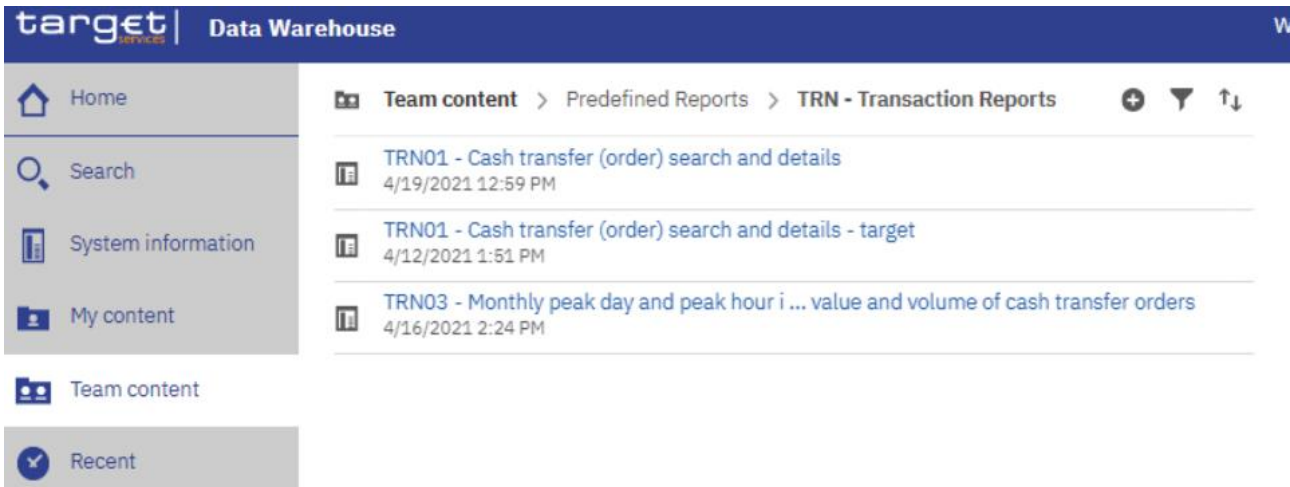 target| Data Warehouse W
services
Home
Search
System information
My content
Team content
Recent
Team content > Predefined Reports > TRN - Transaction Reports
TRN01 - Cash transfer (order) search and details
4/19/2021 12:59 PM
TRN01 - Cash transfer (order) search and details - target
4/12/2021 1:51 PM
TRN03 - Monthly peak day and peak hour i ... value and volume of cash transfer orders
4/16/2021 2:24 PM